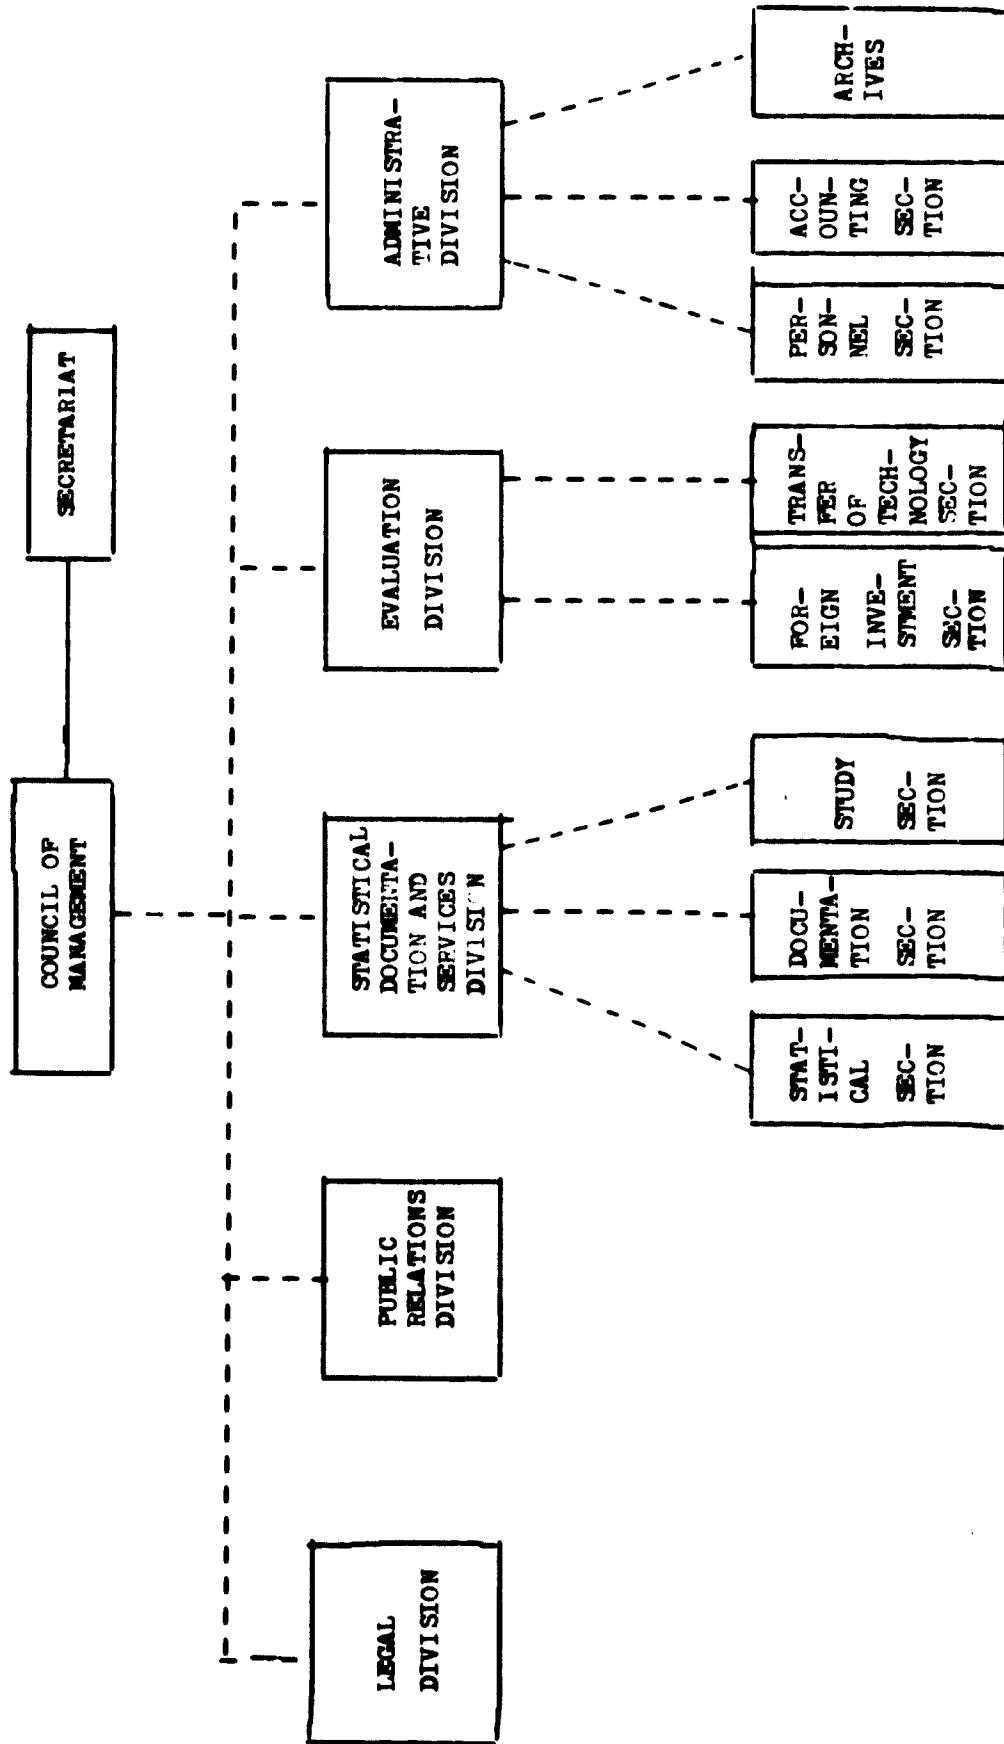 COUNCIL OF
MANAGEMENT
SECRETARIAT
LEGAL
DIVISION
PUBLIC
RELATIONS
DIVISION
STATISTICAL
DOCUMENTA-
TION AND
SERVICES
DIVISION
EVALUATION
DIVISION
ADMINISTRA-
TIVE
DIVISION
STAT-
ISTI-
CAL
SEC-
TION
DOCU-
MENTA-
TION
SEC-
TION
STUDY
SEC-
TION
FOR-
EIGN
INVE-
STMENT
SEC-
TION
TRANS-
FER
OF
TECH-
NOLOGY
SEC-
TION
PER-
SON-
NEL
SEC-
TION
ACC-
OUN-
TING
SEC-
TION
ARCH-
IVES